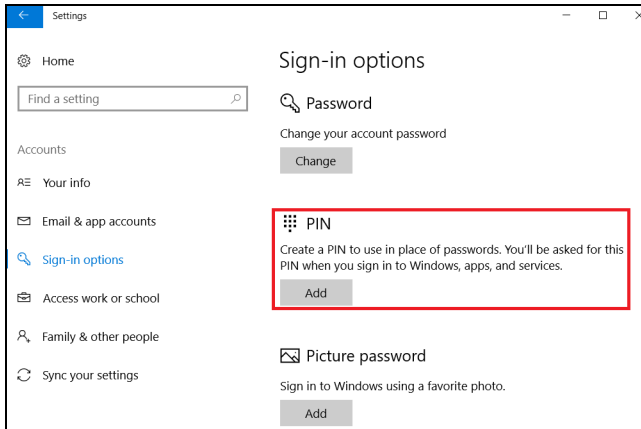 Settings
Home
Find a setting
Accounts
Your info
Email & app accounts
Sign-in options
Access work or school
Family & other people
Sync your settings
Sign-in options
Password
Change your account password
Change
PIN
Create a PIN to use in place of passwords. You'll be asked for this
PIN when you sign in to Windows, apps, and services.
Add
Picture password
Sign in to Windows using a favorite photo.
Add